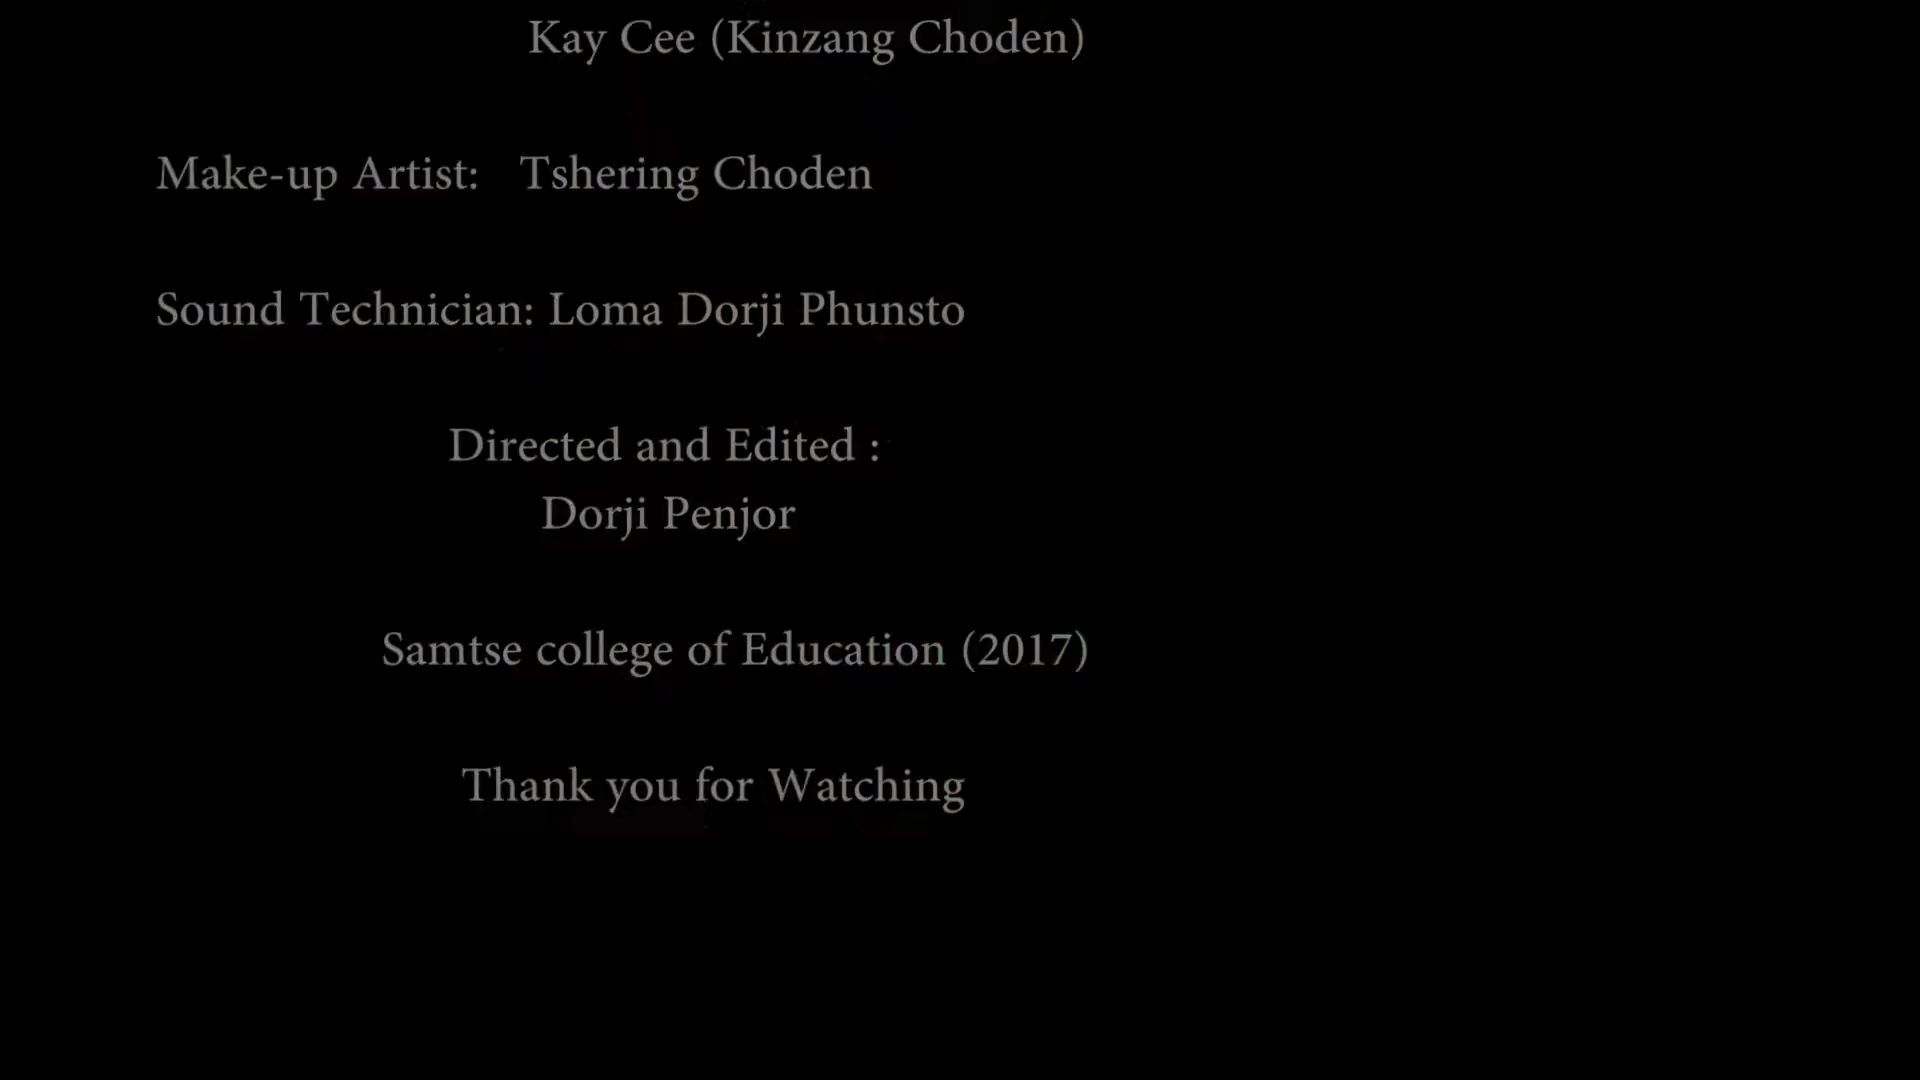 Kay Cee (Kinzang Choden)
Make-up Artist: Tshering Choden
Sound Technician: Loma Dorji Phunsto
Directed and Edited :
Dorji Penjor
Samtse college of Education (2017)
Thank you for Watching